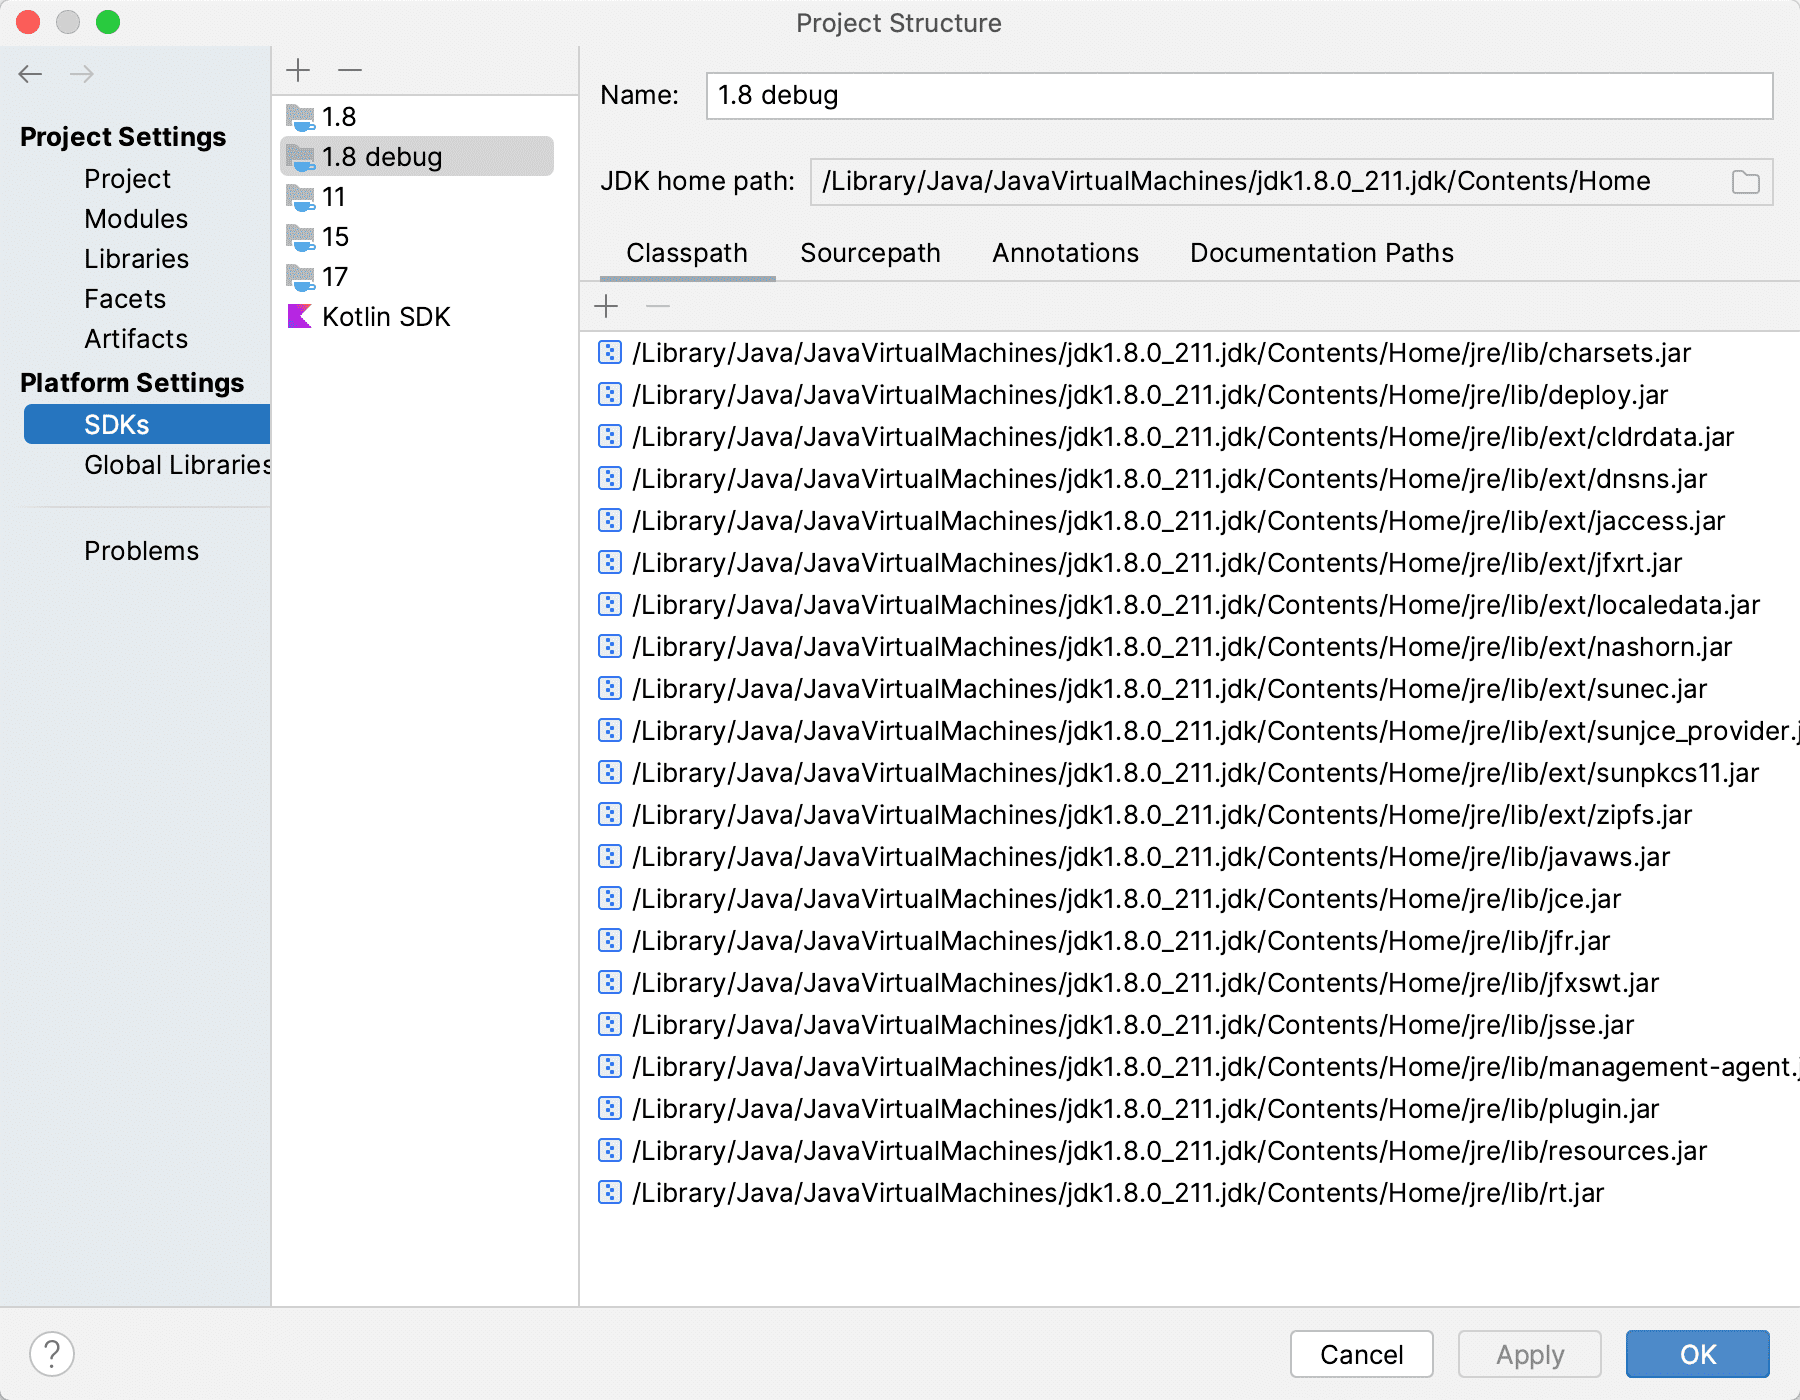 Project Structure
Project Settings
Project
Modules
Libraries
Facets
Artifacts
Platform Settings
SDKs
Global Libraries
Problems
1.8
1.8 debug
11
15
17
Kotlin SDK
Name: 1.8 debug
JDK home path: /Library/Java/JavaVirtualMachines/jdk1.8.0_211.jdk/Contents/Home
Classpath Sourcepath Annotations Documentation Paths
/Library/Java/JavaVirtualMachines/jdk1.8.0_211.jdk/Contents/Home/jre/lib/charsets.jar
/Library/Java/JavaVirtualMachines/jdk1.8.0_211.jdk/Contents/Home/jre/lib/deploy.jar
/Library/Java/JavaVirtualMachines/jdk1.8.0_211.jdk/Contents/Home/jre/lib/ext/cldrdata.jar
/Library/Java/JavaVirtualMachines/jdk1.8.0_211.jdk/Contents/Home/jre/lib/ext/dnsns.jar
/Library/Java/JavaVirtualMachines/jdk1.8.0_211.jdk/Contents/Home/jre/lib/ext/jaccess.jar
/Library/Java/JavaVirtualMachines/jdk1.8.0_211.jdk/Contents/Home/jre/lib/ext/jfxrt.jar
/Library/Java/JavaVirtualMachines/jdk1.8.0_211.jdk/Contents/Home/jre/lib/ext/localedata.jar
/Library/Java/JavaVirtualMachines/jdk1.8.0_211.jdk/Contents/Home/jre/lib/ext/nashorn.jar
/Library/Java/JavaVirtualMachines/jdk1.8.0_211.jdk/Contents/Home/jre/lib/ext/sunec.jar
/Library/Java/JavaVirtualMachines/jdk1.8.0_211.jdk/Contents/Home/jre/lib/ext/sunjce_provider.j
/Library/Java/JavaVirtualMachines/jdk1.8.0_211.jdk/Contents/Home/jre/lib/ext/sunpkcs11.jar
/Library/Java/JavaVirtualMachines/jdk1.8.0_211.jdk/Contents/Home/jre/lib/ext/zipfs.jar
/Library/Java/JavaVirtualMachines/jdk1.8.0_211.jdk/Contents/Home/jre/lib/javaws.jar
/Library/Java/JavaVirtualMachines/jdk1.8.0_211.jdk/Contents/Home/jre/lib/jce.jar
/Library/Java/JavaVirtualMachines/jdk1.8.0_211.jdk/Contents/Home/jre/lib/jfr.jar
/Library/Java/JavaVirtualMachines/jdk1.8.0_211.jdk/Contents/Home/jre/lib/jfxswt.jar
/Library/Java/JavaVirtualMachines/jdk1.8.0_211.jdk/Contents/Home/jre/lib/jsse.jar
/Library/Java/JavaVirtualMachines/jdk1.8.0_211.jdk/Contents/Home/jre/lib/management-agent.j
/Library/Java/JavaVirtualMachines/jdk1.8.0_211.jdk/Contents/Home/jre/lib/plugin.jar
/Library/Java/JavaVirtualMachines/jdk1.8.0_211.jdk/Contents/Home/jre/lib/resources.jar
/Library/Java/JavaVirtualMachines/jdk1.8.0_211.jdk/Contents/Home/jre/lib/rt.jar
? Cancel Apply OK